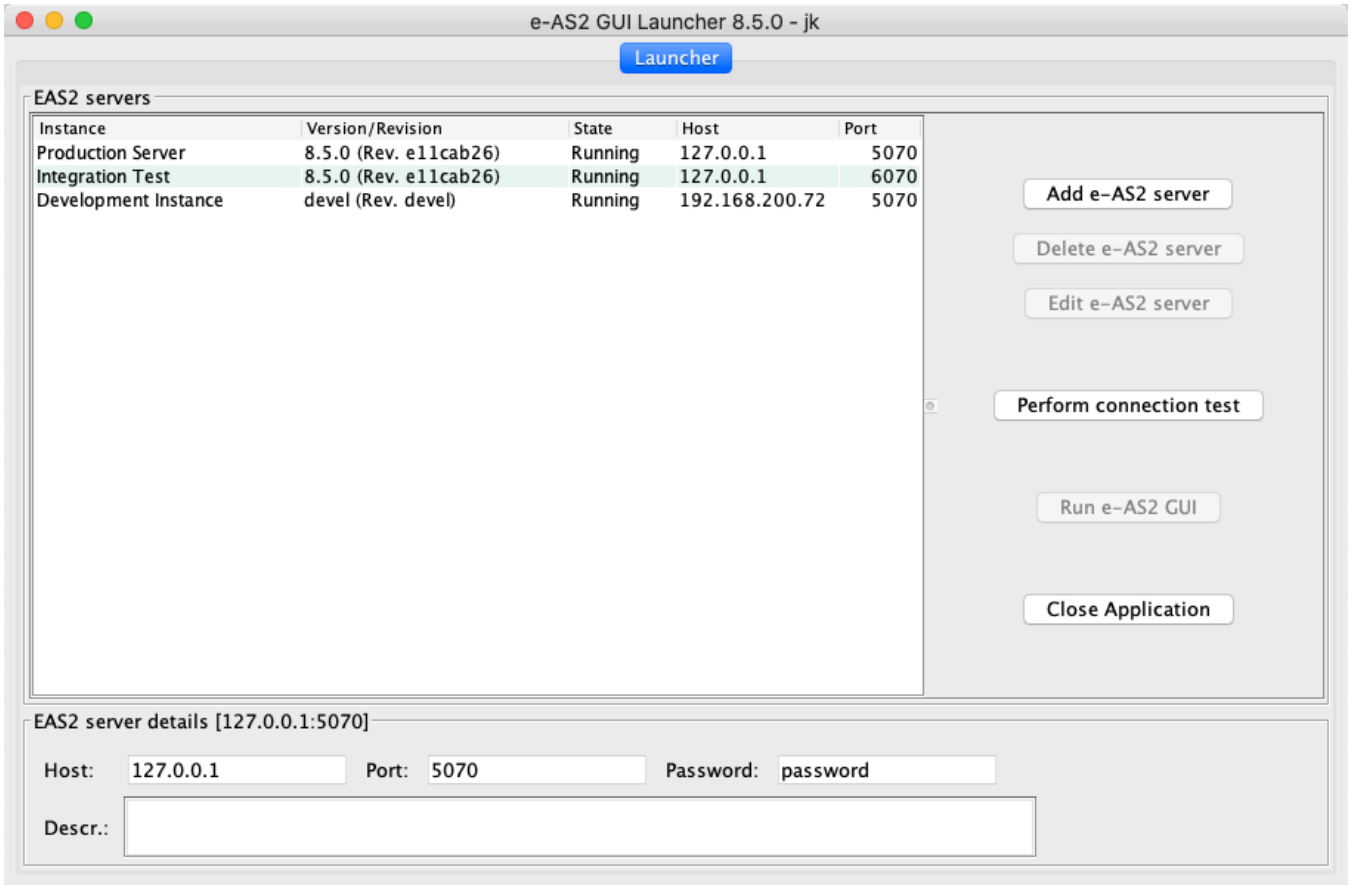 e-AS2 GUI Launcher 8.5.0 - jk
Launcher
EAS2 servers
Instance Version/Revision State Host Port
Production Server 8.5.0 (Rev. e11cab26) Running 127.0.0.1 5070
Integration Test 8.5.0 (Rev. e11cab26) Running 127.0.0.1 6070
Development Instance devel (Rev. devel) Running 192.168.200.72 5070
Add e-AS2 server
Delete e-AS2 server
Edit e-AS2 server
Perform connection test
Run e-AS2 GUI
Close Application
EAS2 server details [127.0.0.1:5070]
Host: 127.0.0.1 Port: 5070 Password: password
Descr.: